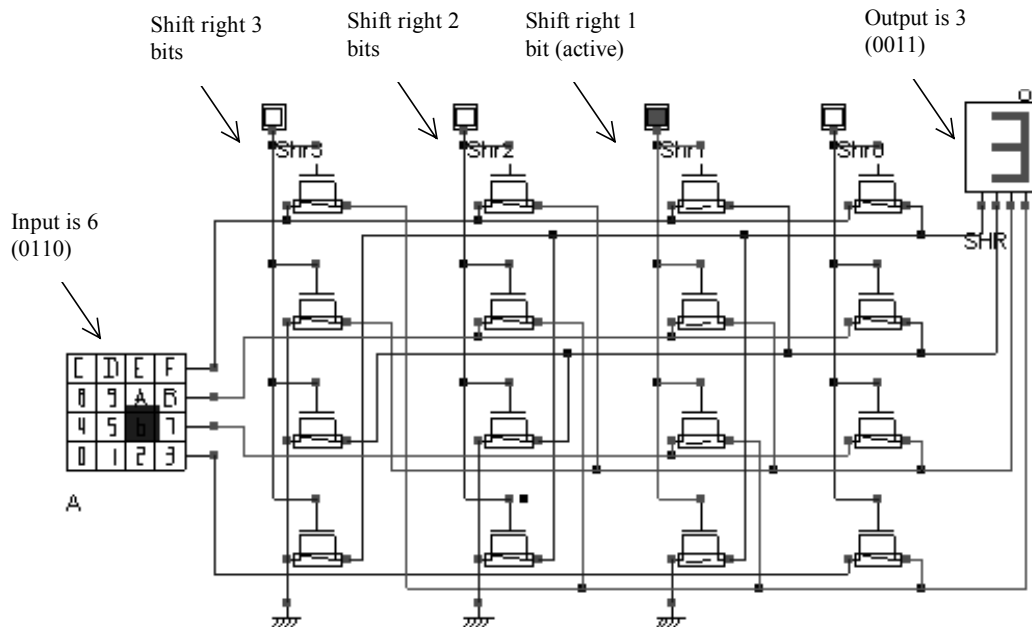 Shift right 3
bits
Shift right 2
bits
Shift right 1
bit (active)
Output is 3
(0011)
Shr3
Shr2
Shr1
Shr0
3
SHR
Input is 6
(0110)
C D E F
8 9 A B
4 5 6 7
0 1 2 3
A